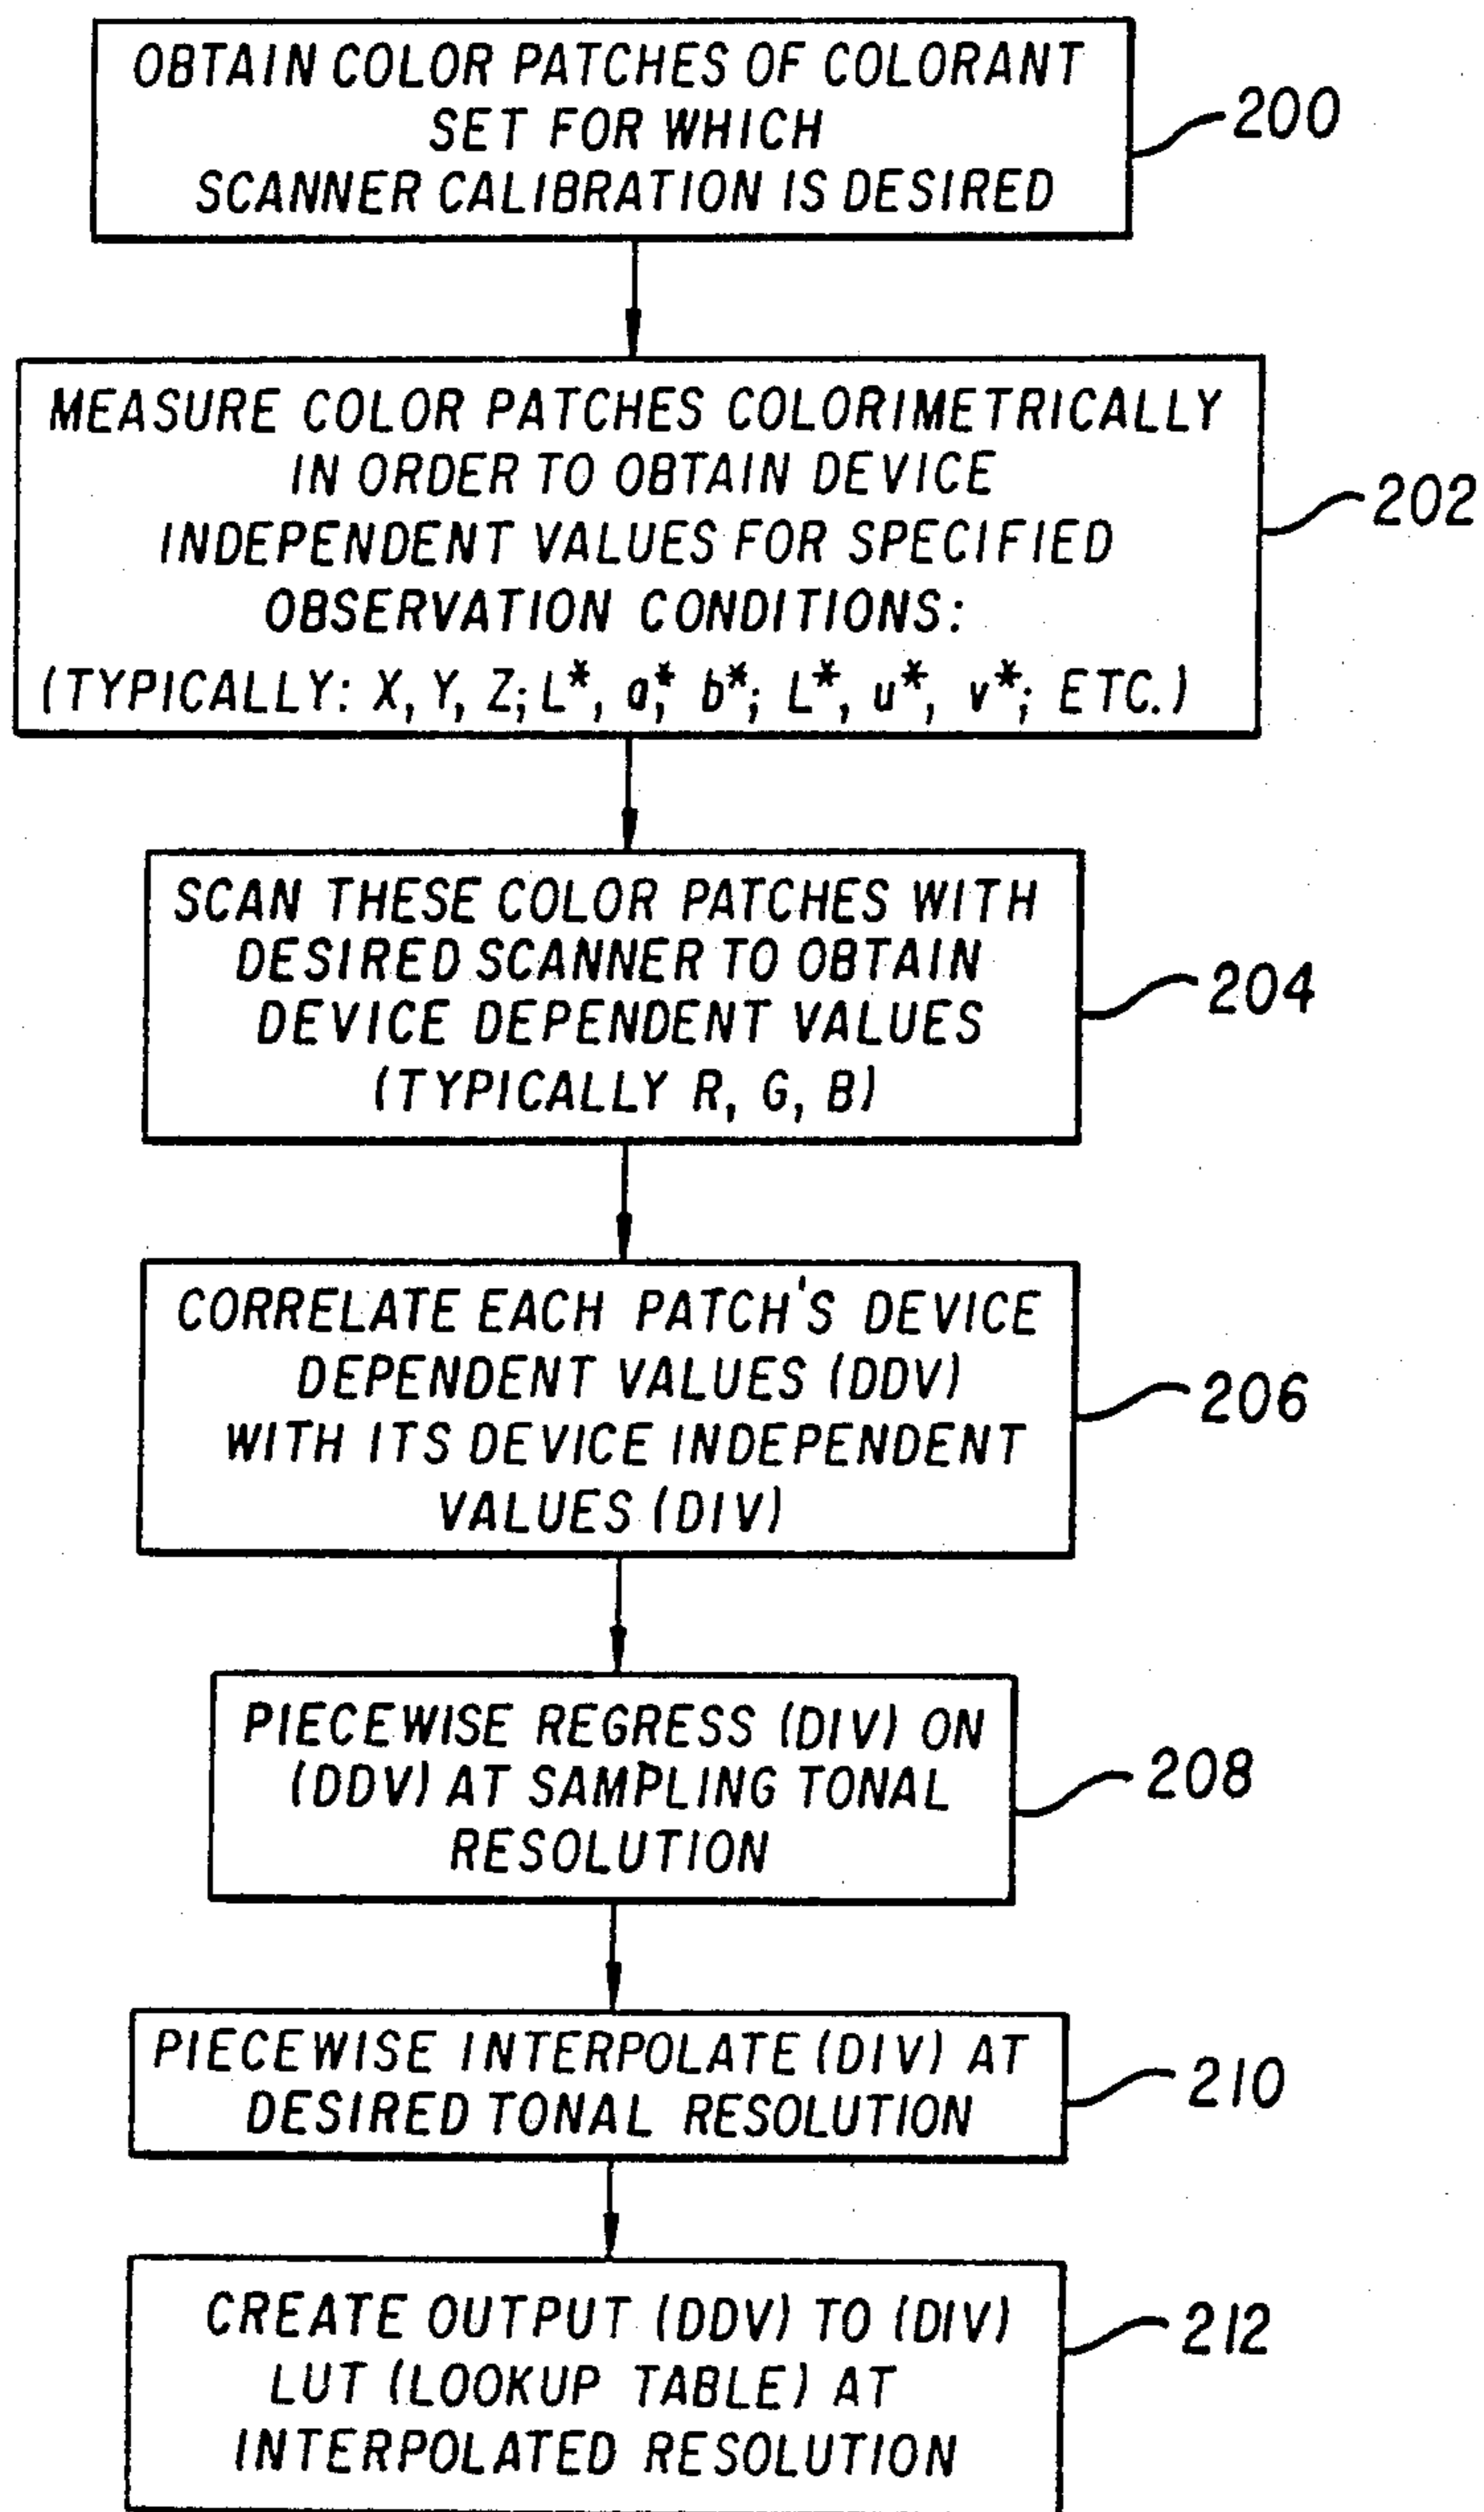 OBTAIN COLOR PATCHES OF COLORANT
SET FOR WHICH
SCANNER CALIBRATION IS DESIRED
200
MEASURE COLOR PATCHES COLORIMETRICALLY
IN ORDER TO OBTAIN DEVICE
INDEPENDENT VALUES FOR SPECIFIED
OBSERVATION CONDITIONS:
(TYPICALLY: X, Y, Z; L*, a*, b*; L*, u*, v*; ETC.)
202
SCAN THESE COLOR PATCHES WITH
DESIRED SCANNER TO OBTAIN
DEVICE DEPENDENT VALUES
(TYPICALLY R, G, B)
204
CORRELATE EACH PATCH'S DEVICE
DEPENDENT VALUES (DDV)
WITH ITS DEVICE INDEPENDENT
VALUES (DIV)
206
PIECEWISE REGRESS (DIV) ON
(DDV) AT SAMPLING TONAL
RESOLUTION
208
PIECEWISE INTERPOLATE (DIV) AT
DESIRED TONAL RESOLUTION
210
CREATE OUTPUT (DDV) TO (DIV)
LUT (LOOKUP TABLE) AT
INTERPOLATED RESOLUTION
212